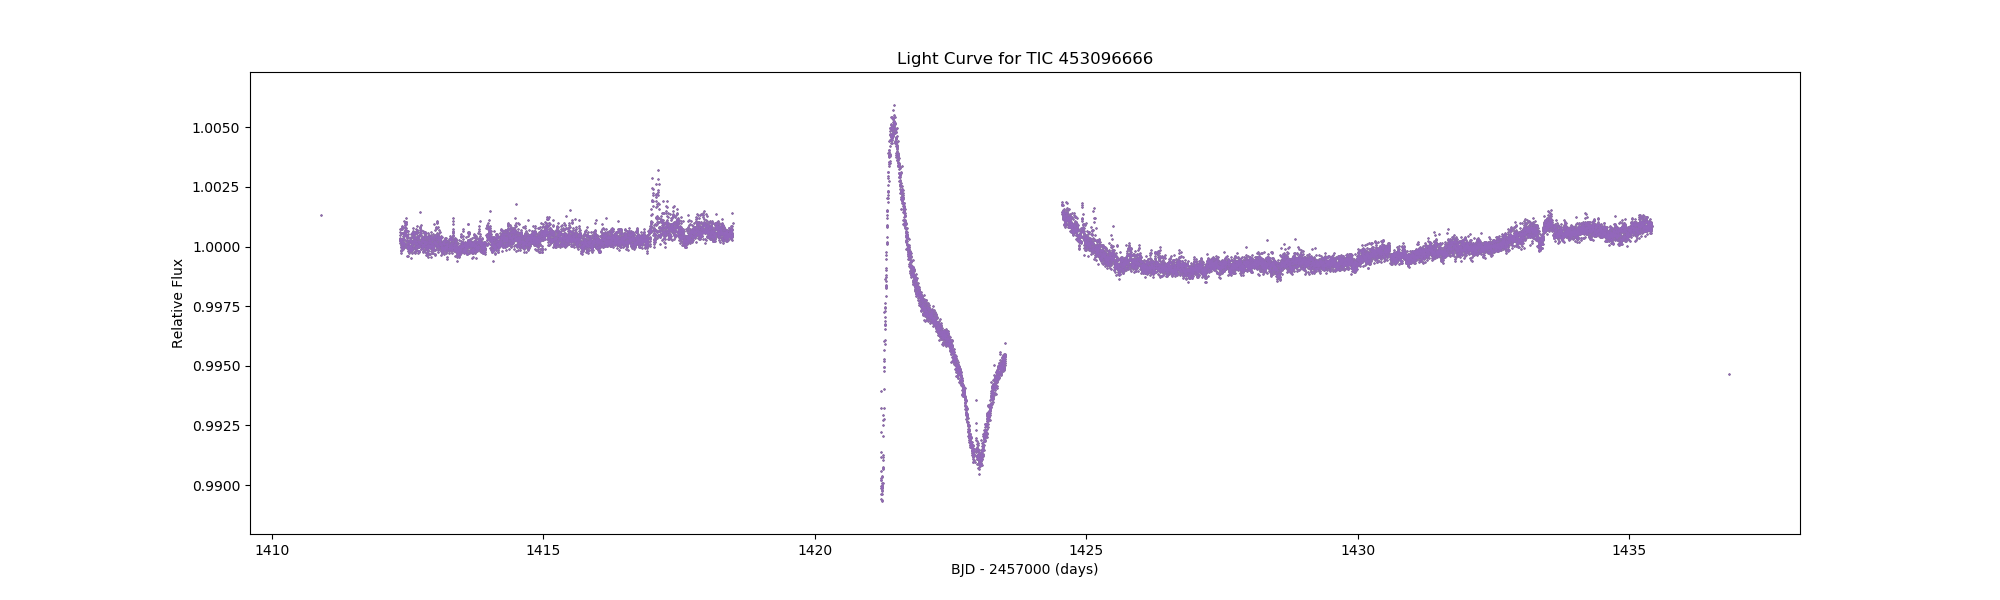 Light Curve for TIC 453096666
Relative Flux
1.0050
1.0025
1.0000
0.9975
0.9950
0.9925
0.9900
1410 1415 1420 1425 1430 1435
BJD - 2457000 (days)